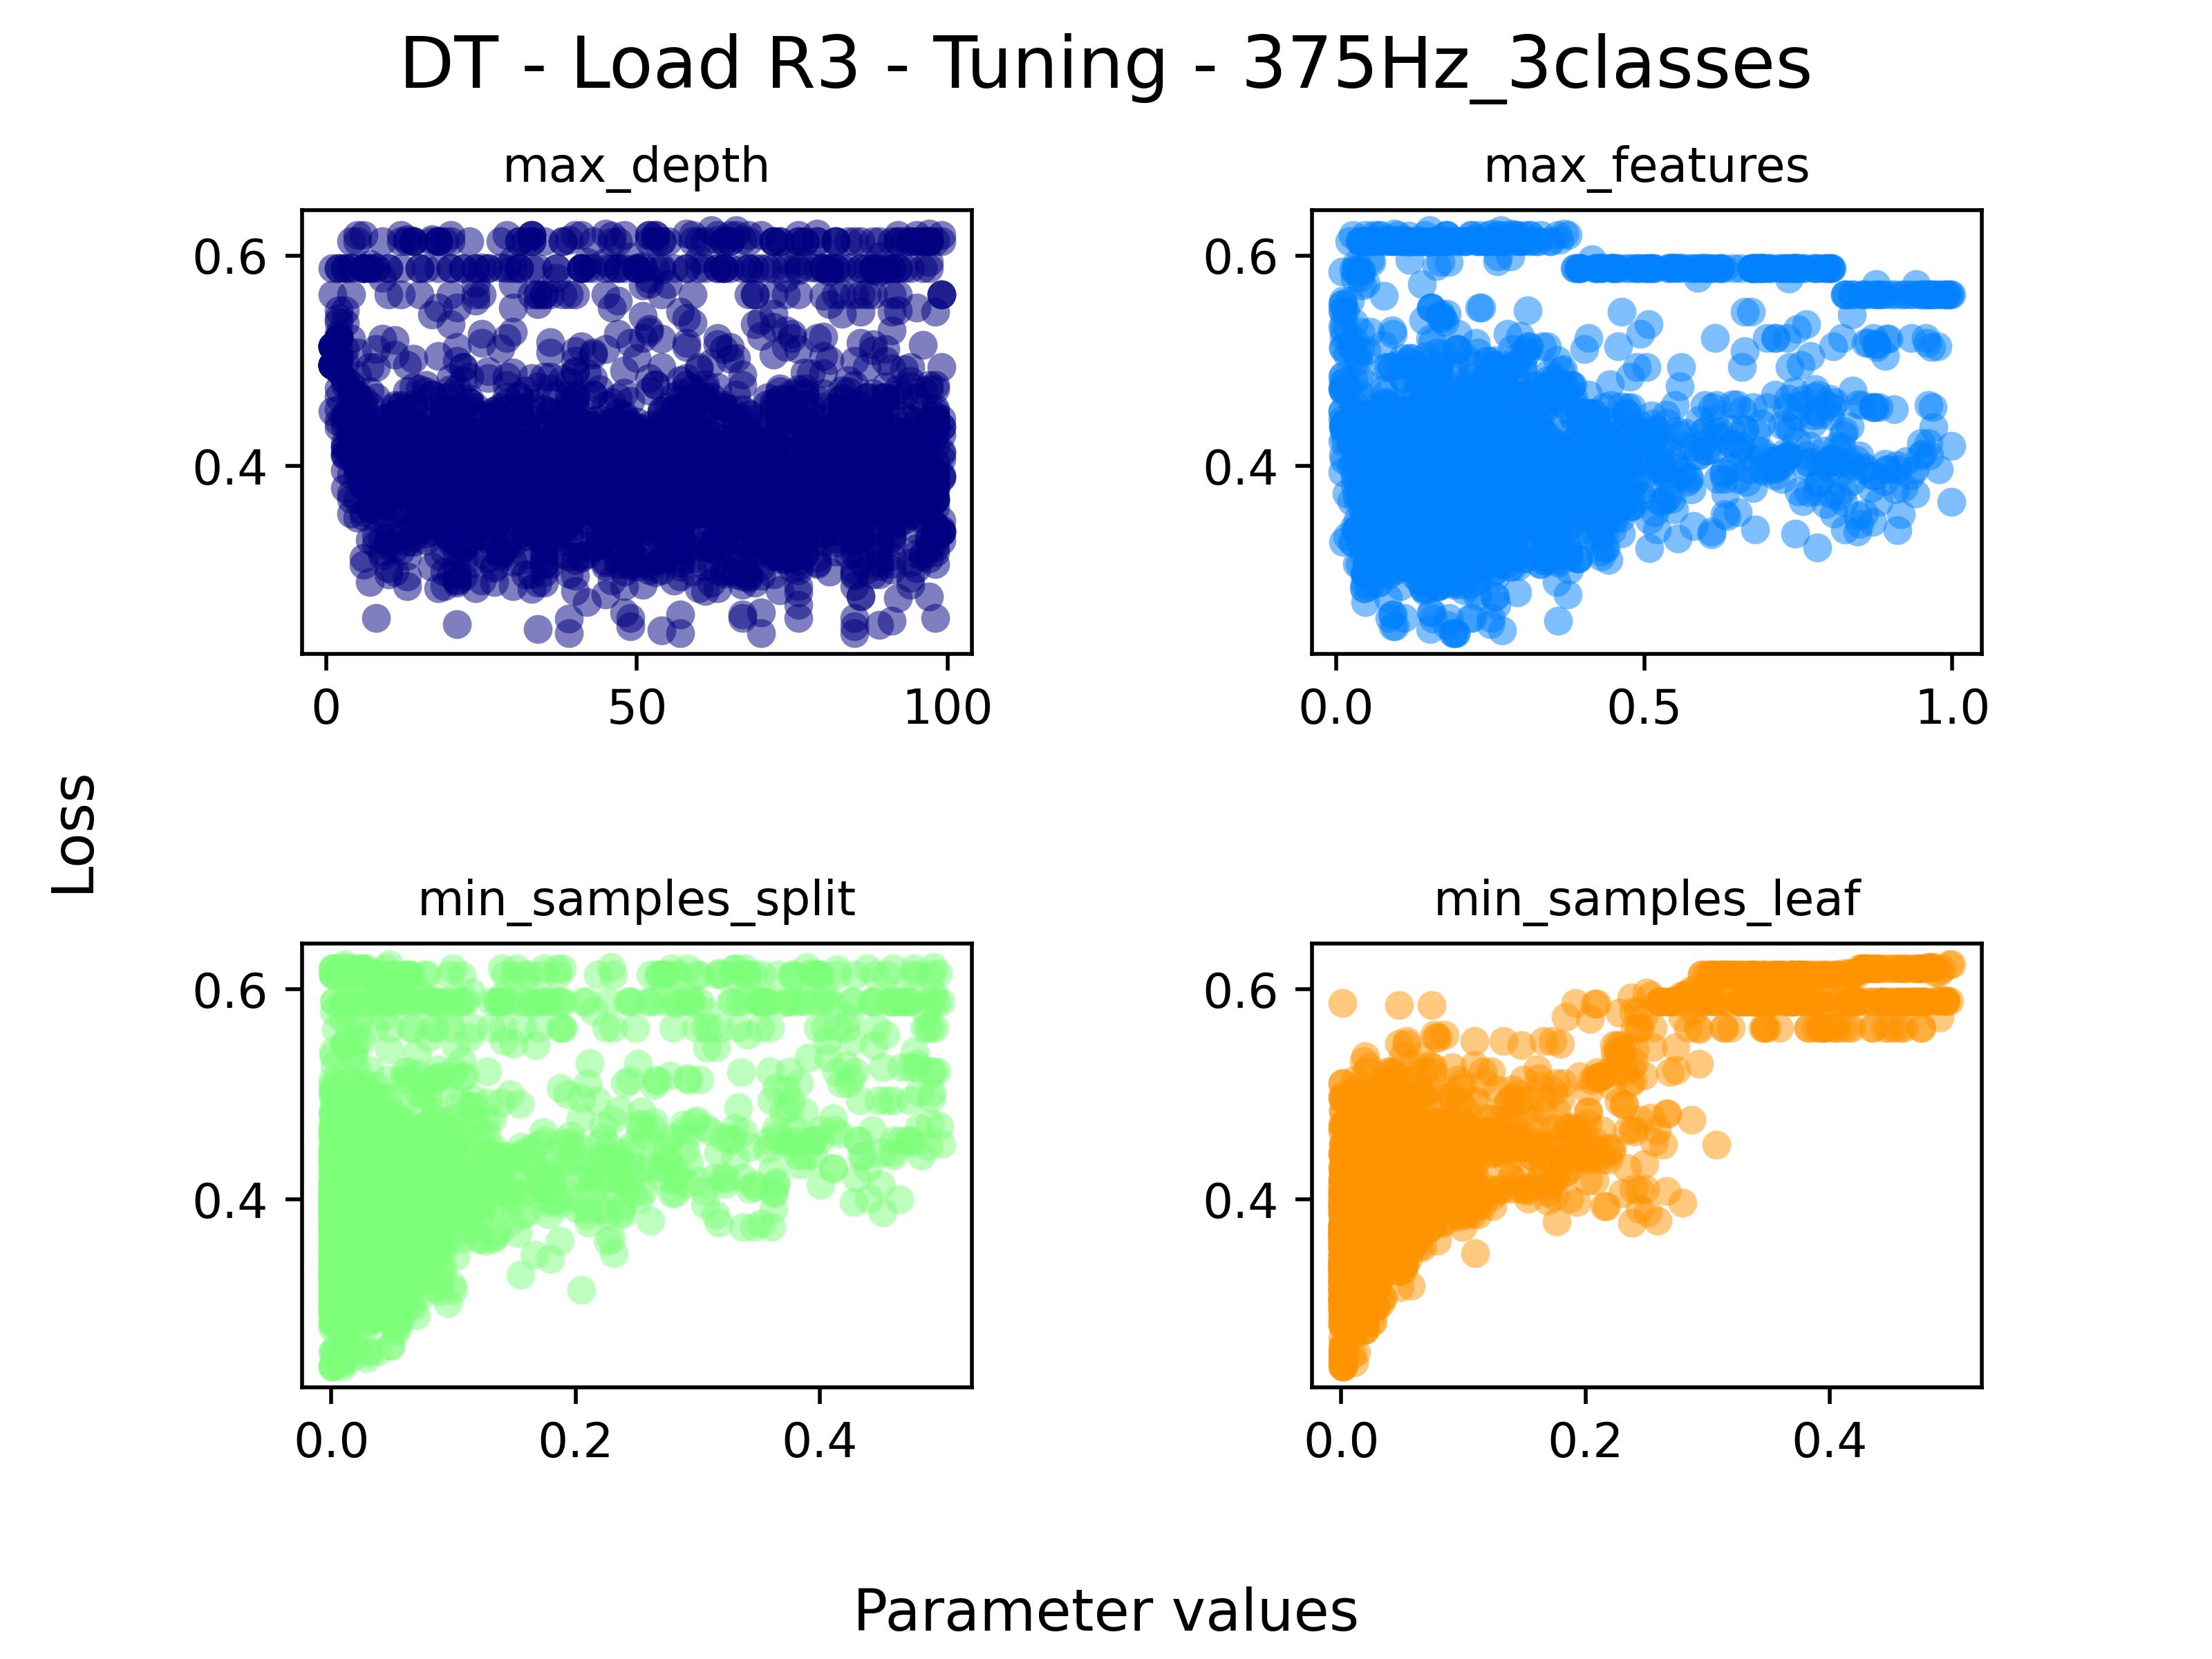 DT - Load R3 - Tuning - 375Hz_3classes
max_depth
max_features
0.6
0.4
0
50
100
0.6
0.4
0.0
0.5
1.0
Loss
min_samples_split
min_samples_leaf
0.6
0.4
0.0
0.2
0.4
0.6
0.4
0.0
0.2
0.4
Parameter values